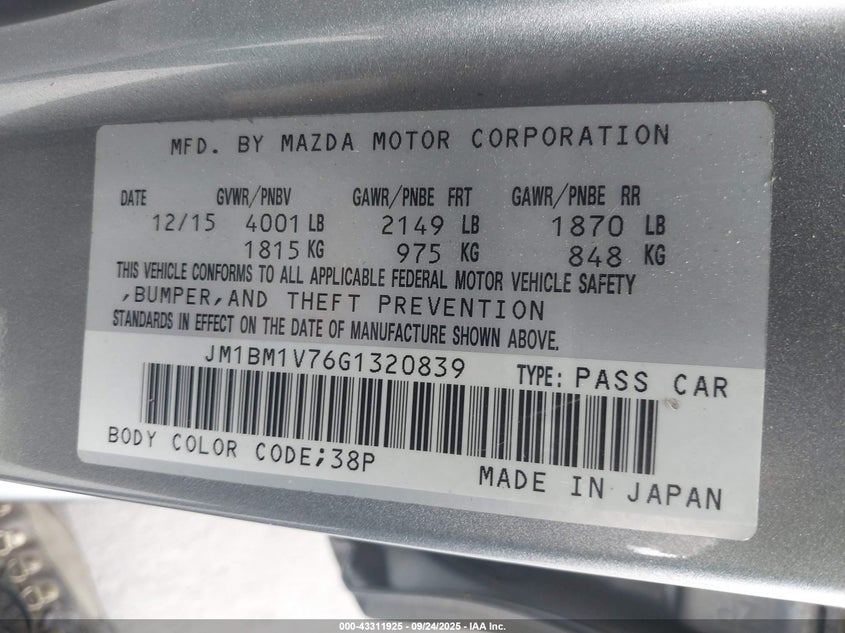 MFD. BY MAZDA MOTOR CORPORATION
DATE GVWR/PNBV GAWR/PNBE FRT GAWR/PNBE RR
12/15 4001 LB 2149 LB 1870 LB
1815 KG 975 KG 848 KG
THIS VEHICLE CONFORMS TO ALL APPLICABLE FEDERAL MOTOR VEHICLE SAFETY
,BUMPER,AND THEFT PREVENTION
STANDARDS IN EFFECT ON THE DATE OF MANUFACTURE SHOWN ABOVE.
JM1BM1V76G1320839 TYPE: PASS CAR
BODY COLOR CODE;38P
MADE IN JAPAN
000-43311925 - 09/24/2025 - IAA Inc.